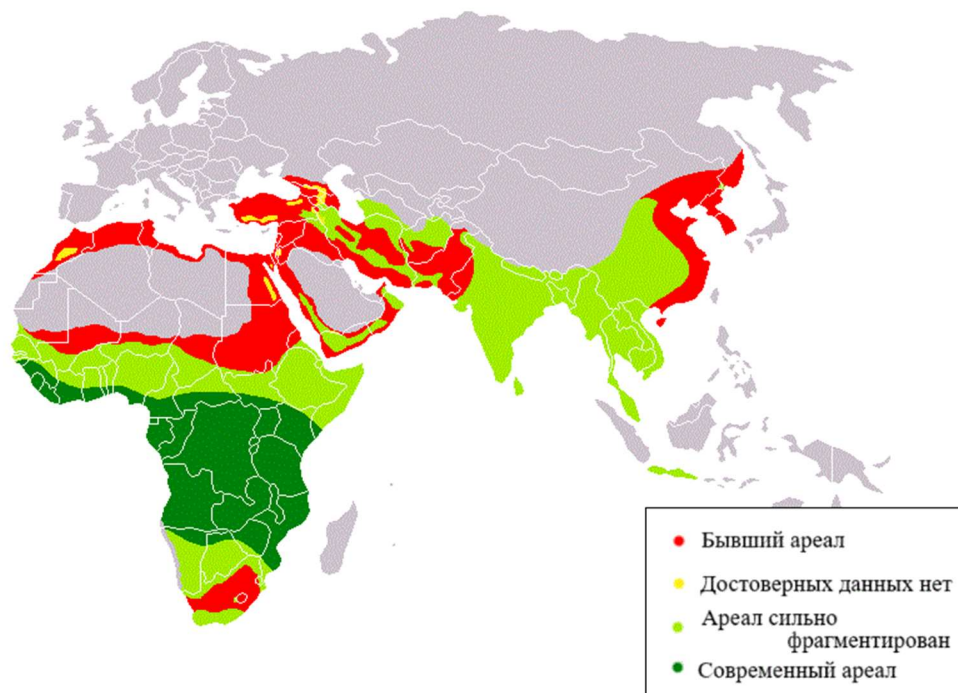 Бывший ареал
Достоверных данных нет
Ареал сильно
фрагментирован
Современный ареал